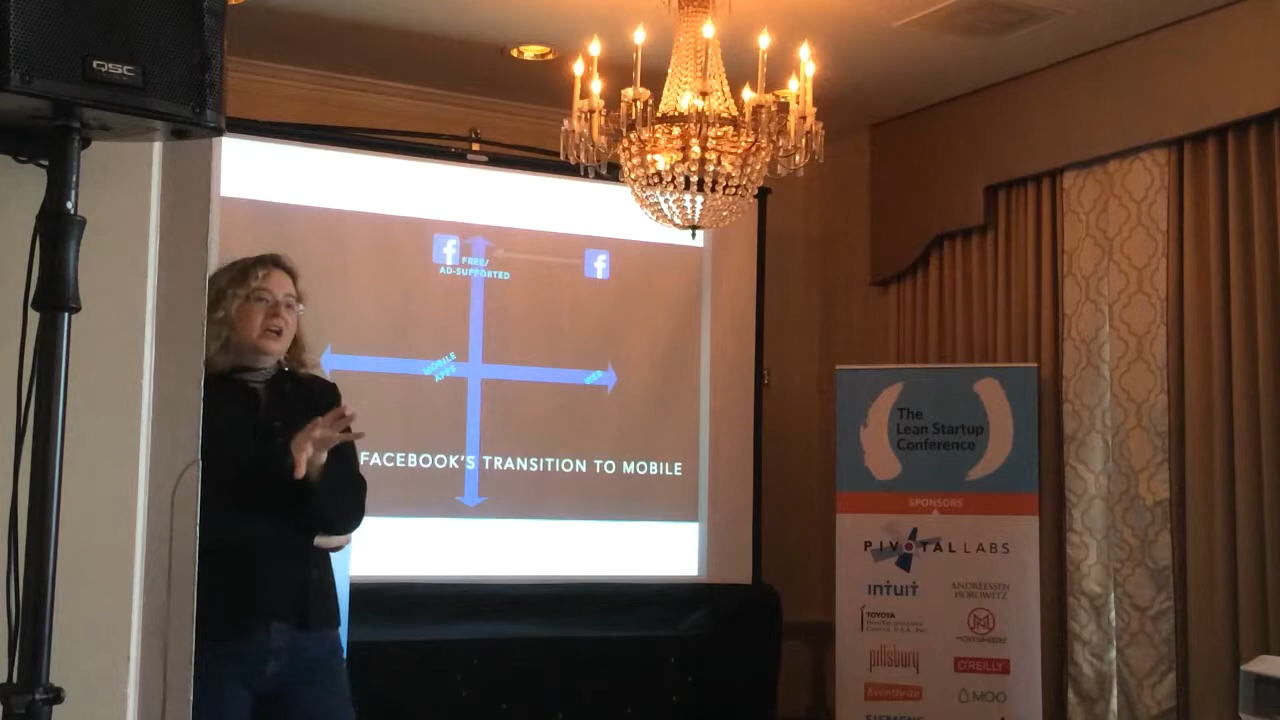 QSC
f
f
FREE/
AD-SUPPORTED
MOBILE
APPS
WEB
FACEBOOK'S TRANSITION TO MOBILE
The
Lean Startup
Conference
SPONSORS
PIVOTAL LABS
INTUIT
ANDREESSEN
HOROWITZ
TOYOTA
pillsbury
O'REILLY
Eventbrite
MOO
SIEMENS